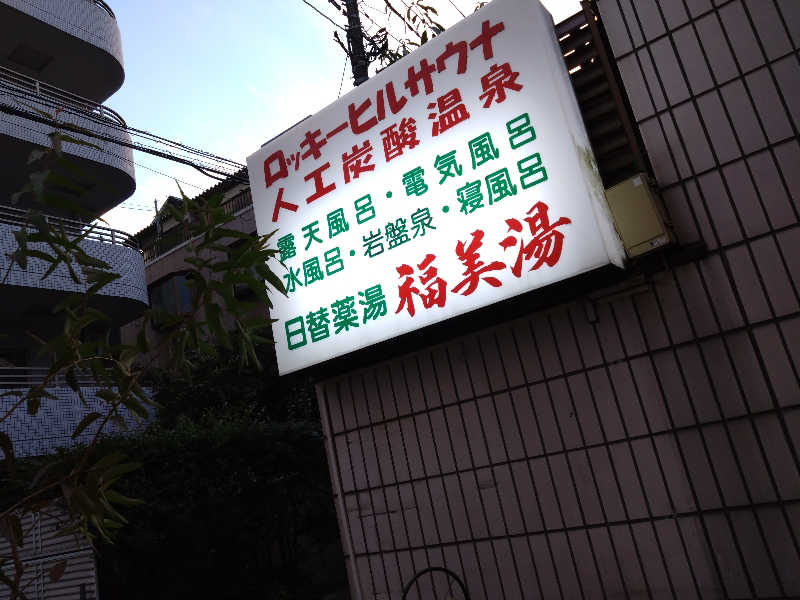 ロッキーヒルサウナ
人工炭酸温泉
露天風呂・電気風呂
水風呂・岩盤泉・寝風呂
日替薬湯 福美湯